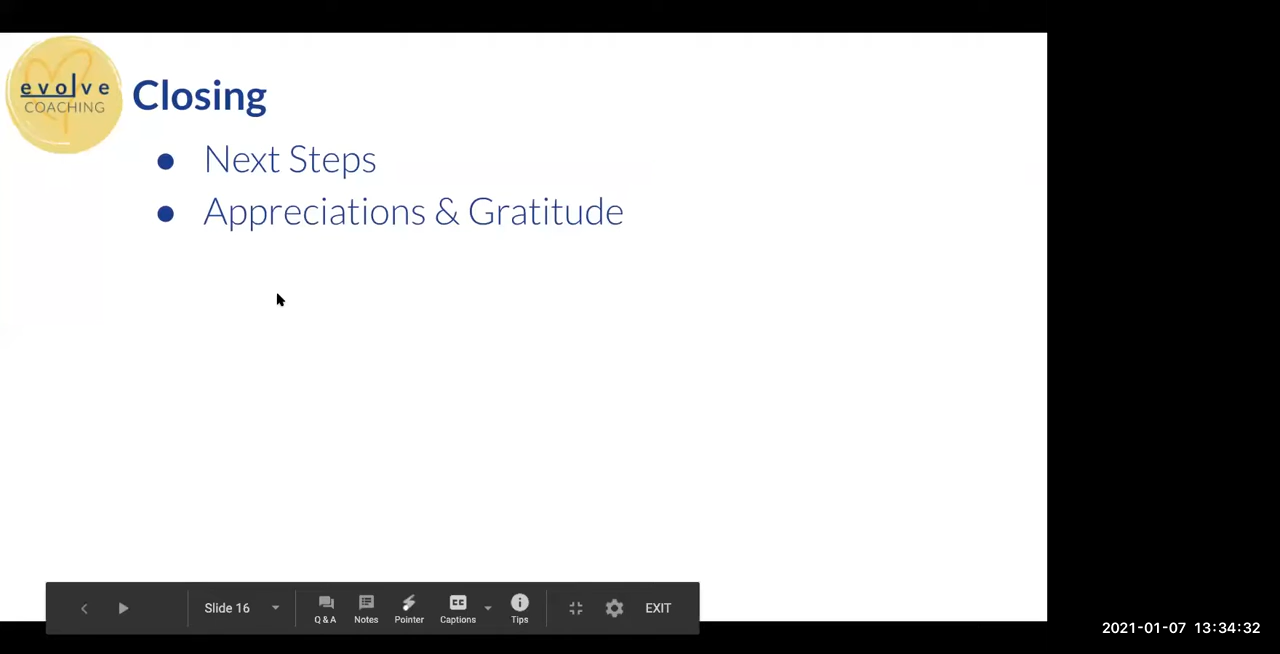 evolve
COACHING
Closing
● Next Steps
● Appreciations & Gratitude
Slide 16
Q & A
Notes
Pointer
CC
Captions
Tips
EXIT
2021-01-07 13:34:32